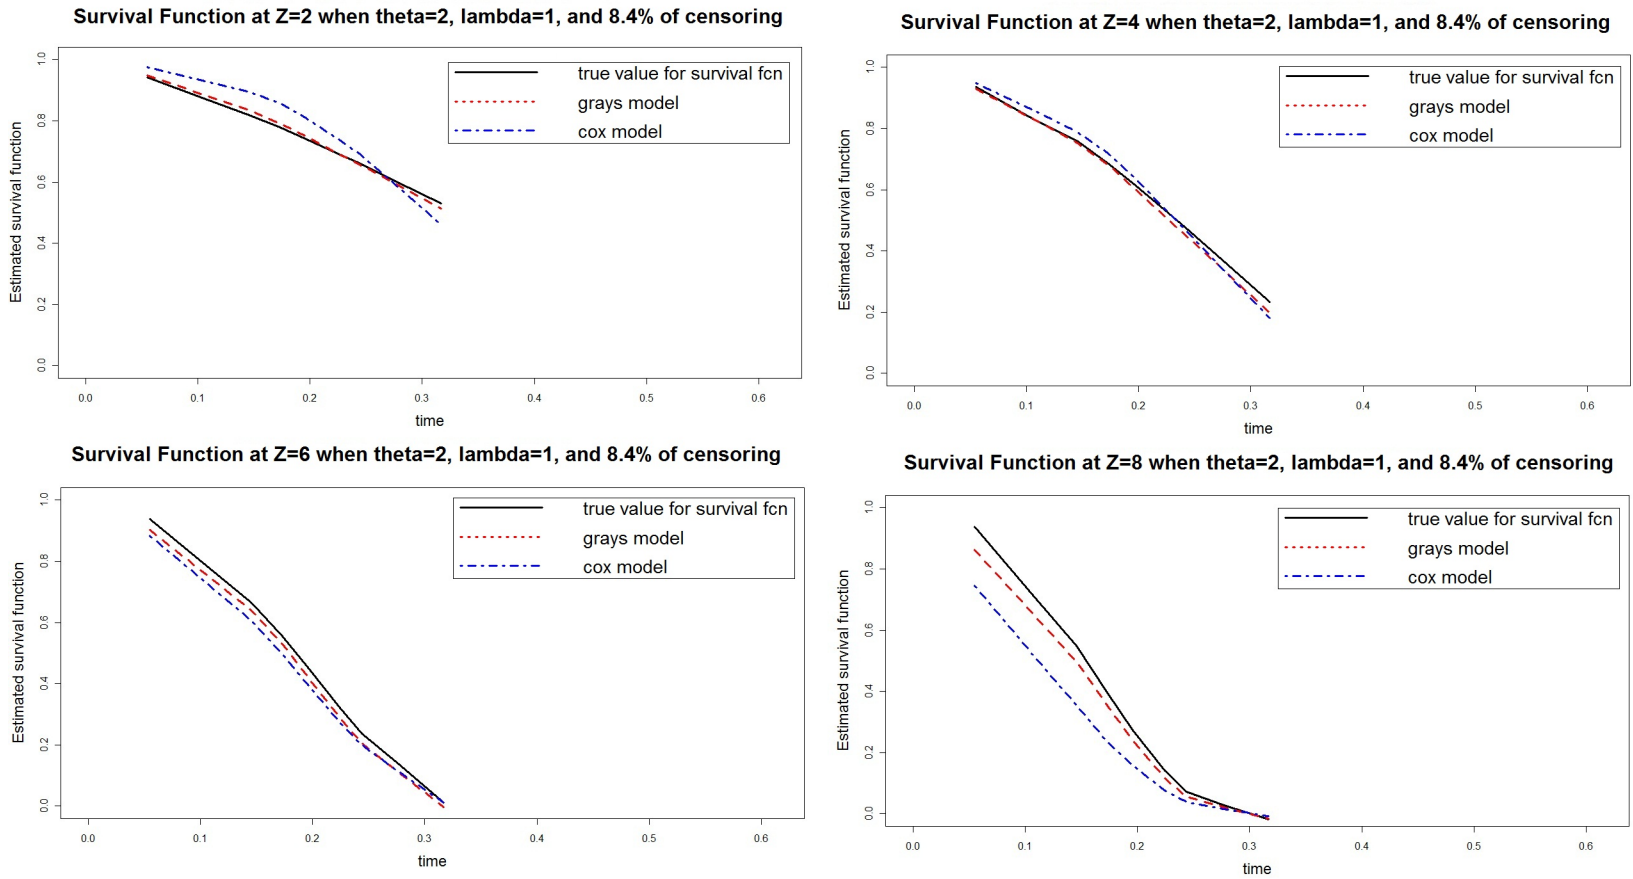 Survival Function at Z=2 when theta=2, lambda=1, and 8.4% of censoring
Estimated survival function
1.0
0.8
0.6
0.4
0.2
0.0
true value for survival fcn
grays model
cox model
0.0 0.1 0.2 0.3 0.4 0.5 0.6
time
Survival Function at Z=4 when theta=2, lambda=1, and 8.4% of censoring
Estimated survival function
1.0
0.8
0.6
0.4
0.2
0.0
true value for survival fcn
grays model
cox model
0.0 0.1 0.2 0.3 0.4 0.5 0.6
time
Survival Function at Z=6 when theta=2, lambda=1, and 8.4% of censoring
Estimated survival function
1.0
0.8
0.6
0.4
0.2
0.0
true value for survival fcn
grays model
cox model
0.0 0.1 0.2 0.3 0.4 0.5 0.6
time
Survival Function at Z=8 when theta=2, lambda=1, and 8.4% of censoring
Estimated survival function
1.0
0.8
0.6
0.4
0.2
0.0
true value for survival fcn
grays model
cox model
0.0 0.1 0.2 0.3 0.4 0.5 0.6
time